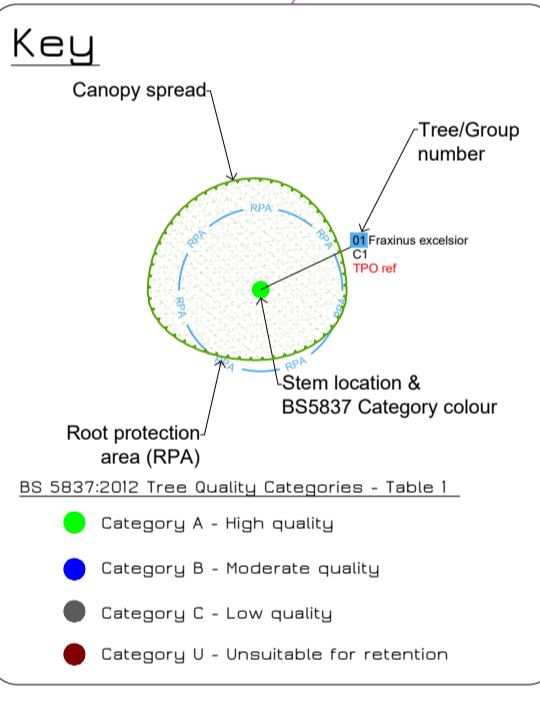 Key
Canopy spread
Tree/Group
number
RPA
RPA
RPA
01 Fraxinus excelsior
C1
TPO ref
RPA
RPA
RPA
RPA
Stem location &
BS5837 Category colour
Root protection
area (RPA)
BS 5837:2012 Tree Quality Categories - Table 1
Category A - High quality
Category B - Moderate quality
Category C - Low quality
Category U - Unsuitable for retention